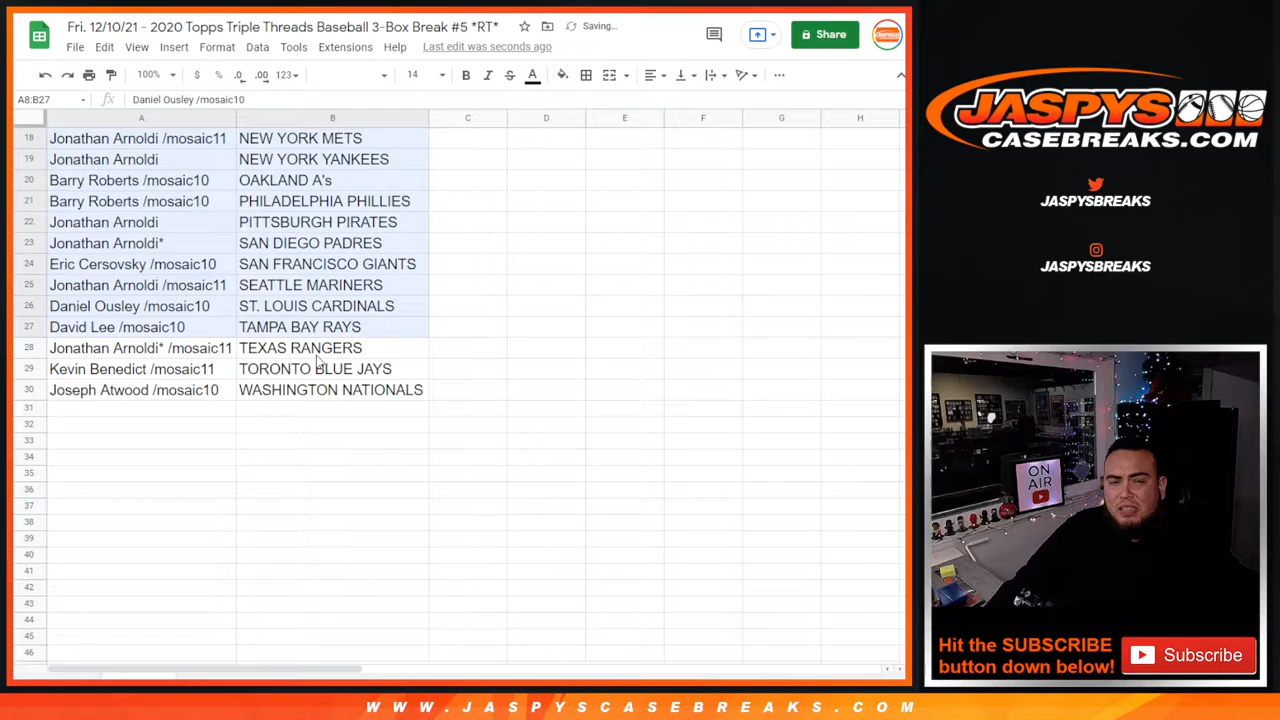 Fri. 12/10/21 - 2020 Topps Triple Threads Baseball 3-Box Break #5 *RT*
Saving...
File Edit View Insert Format Data Tools Extensions Help Last edit was seconds ago
Share
100% $ % .0 .00 123 14 B I S A
A8:B27 fx Daniel Ousley /mosaic10
A B C D E F G H
18 Jonathan Arnoldi /mosaic11 NEW YORK METS
19 Jonathan Arnoldi NEW YORK YANKEES
20 Barry Roberts /mosaic10 OAKLAND A's
21 Barry Roberts /mosaic10 PHILADELPHIA PHILLIES
22 Jonathan Arnoldi PITTSBURGH PIRATES
23 Jonathan Arnoldi* SAN DIEGO PADRES
24 Eric Cersovsky /mosaic10 SAN FRANCISCO GIANTS
25 Jonathan Arnoldi /mosaic11 SEATTLE MARINERS
26 Daniel Ousley /mosaic10 ST. LOUIS CARDINALS
27 David Lee /mosaic10 TAMPA BAY RAYS
28 Jonathan Arnoldi* /mosaic11 TEXAS RANGERS
29 Kevin Benedict /mosaic11 TORONTO BLUE JAYS
30 Joseph Atwood /mosaic10 WASHINGTON NATIONALS
31
32
33
34
35
36
37
38
39
40
41
42
43
44
45
46
JASPYS
CASEBREAKS.COM
JASPYSBREAKS
JASPYSBREAKS
ON
AIR
Hit the SUBSCRIBE
button down below!
Subscribe
WWW.JASPYSCASEBREAKS.COM